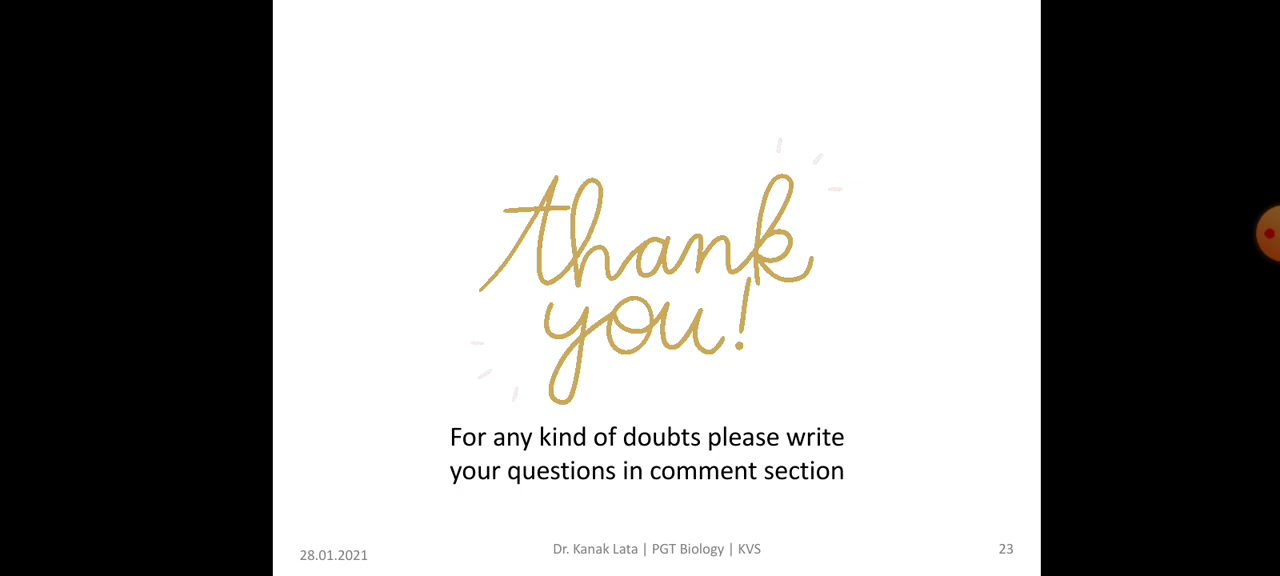 thank
you!
For any kind of doubts please write
your questions in comment section
28.01.2021
Dr. Kanak Lata | PGT Biology | KVS
23